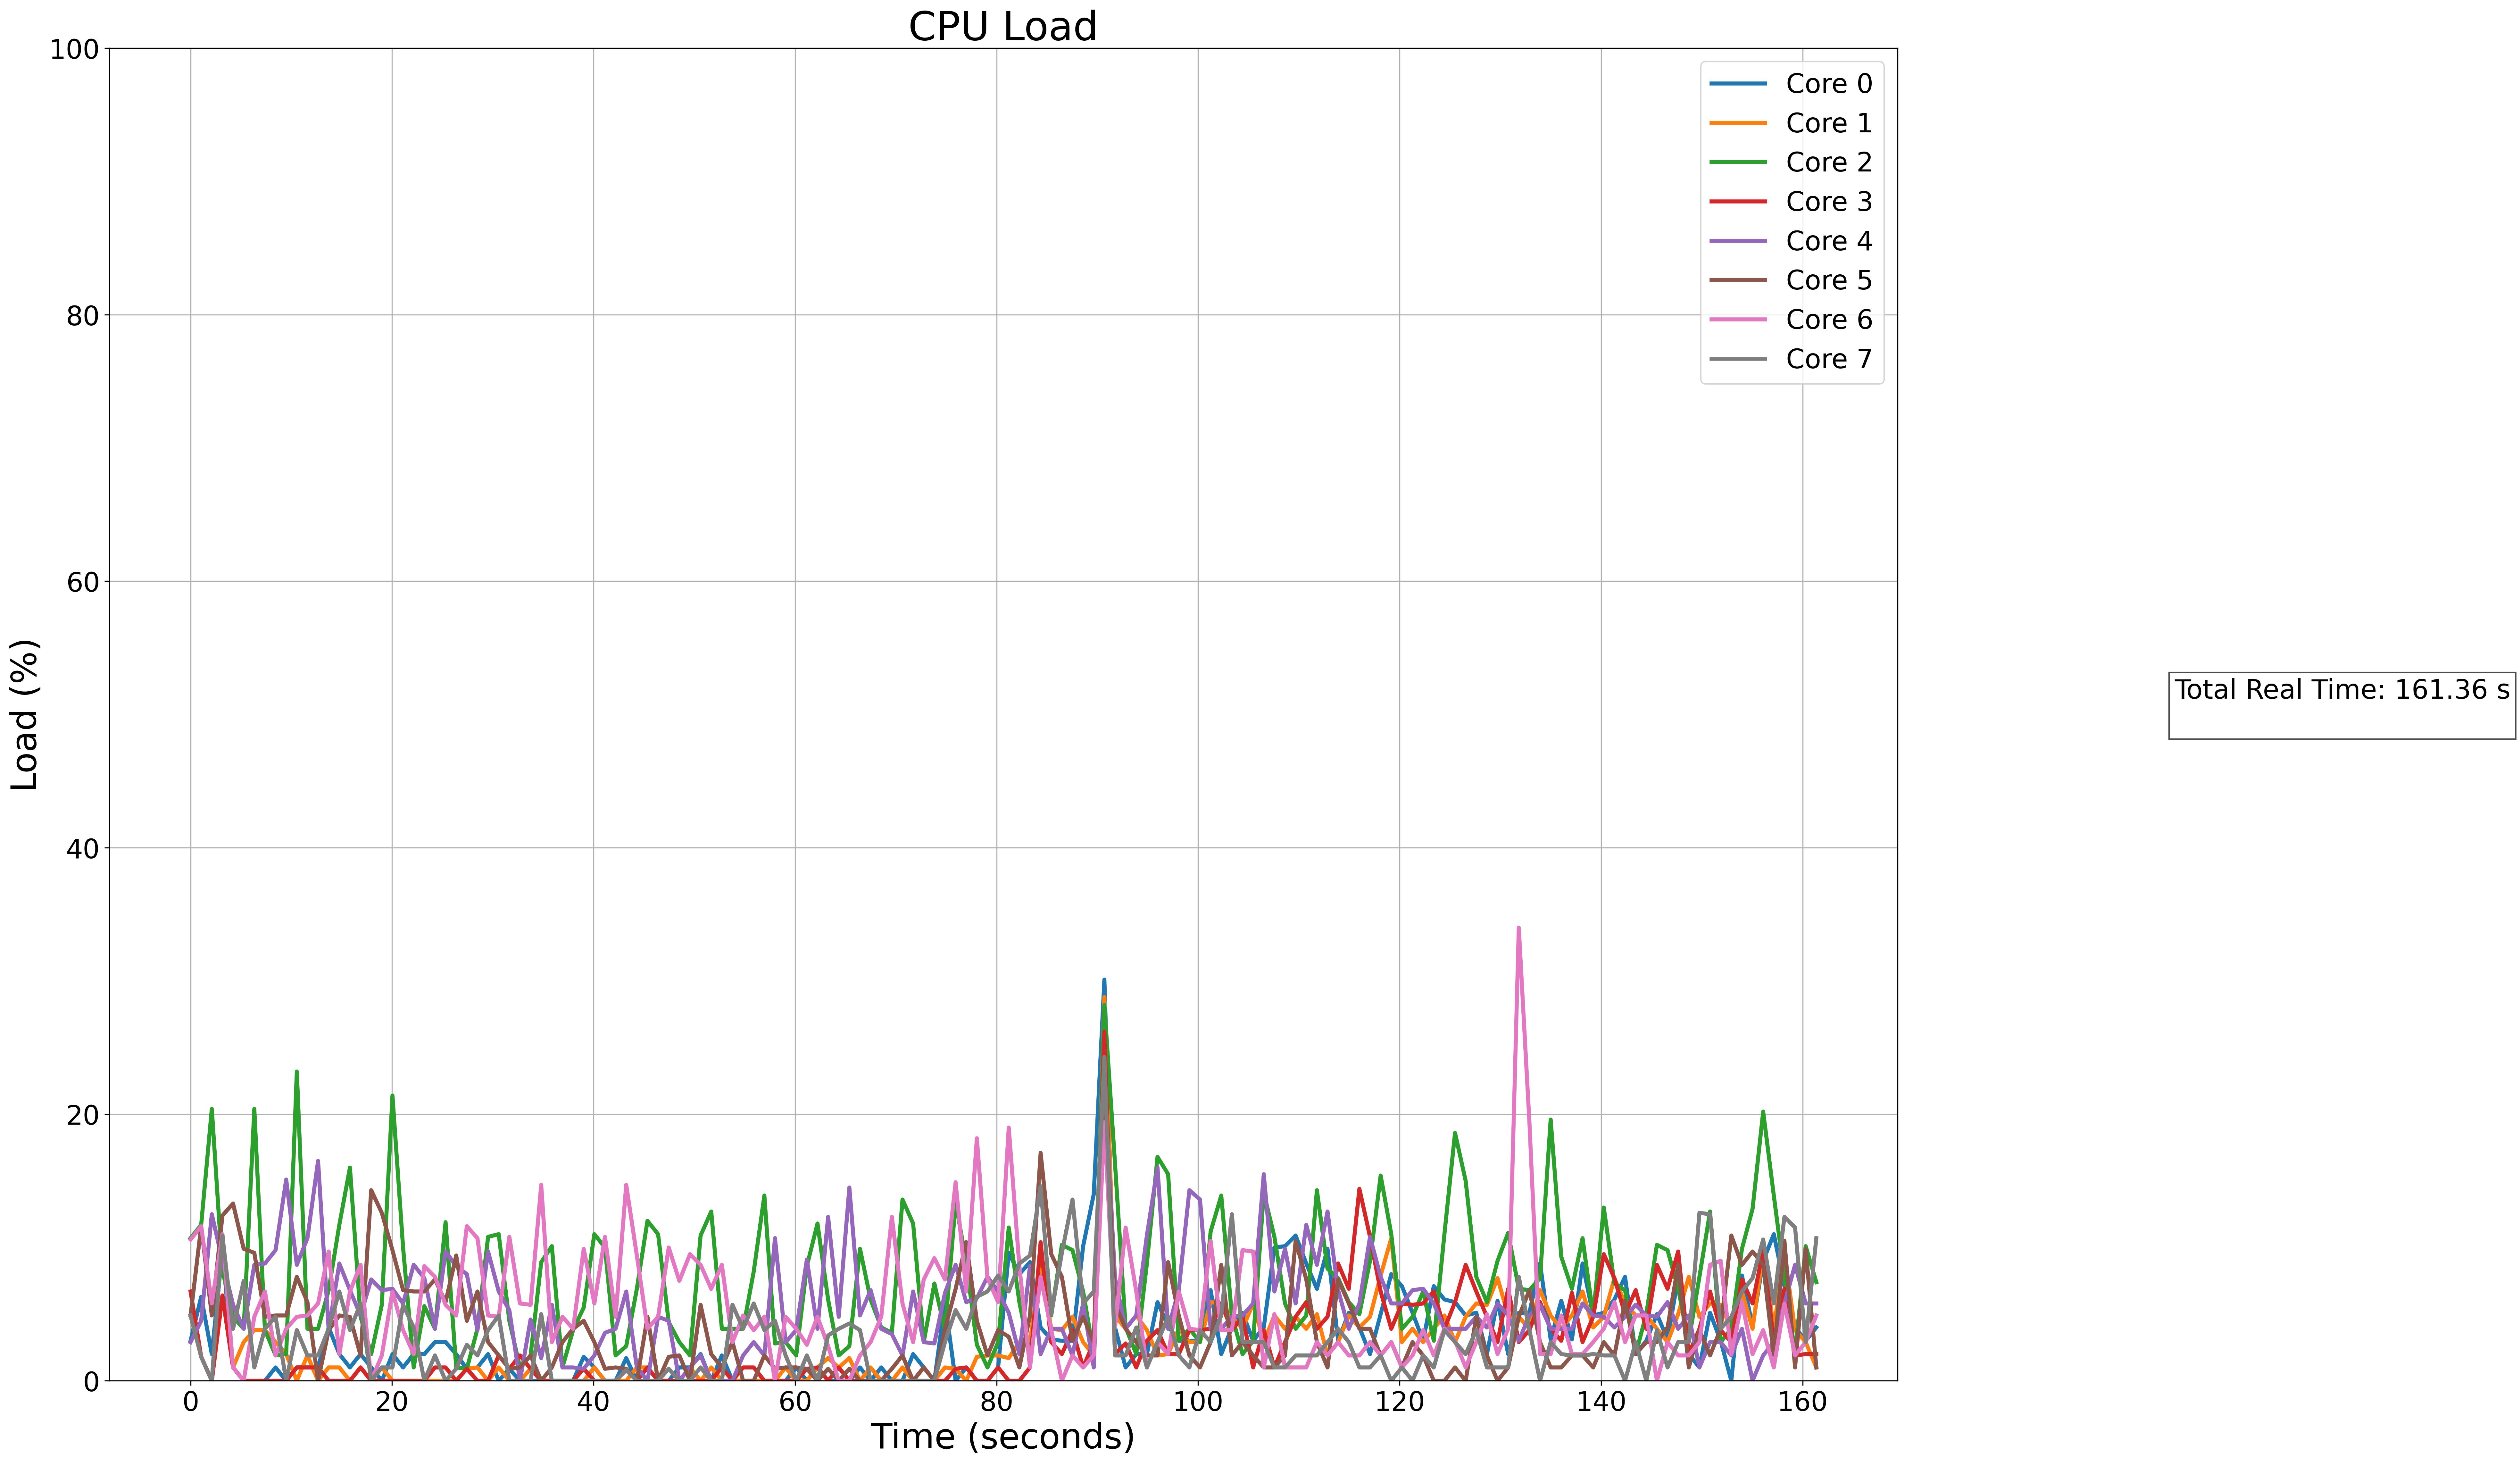 CPU Load
100
80
60
40
20
0
Load (%)
Core 0
Core 1
Core 2
Core 3
Core 4
Core 5
Core 6
Core 7
Total Real Time: 161.36 s
0 20 40 60 80 100 120 140 160
Time (seconds)